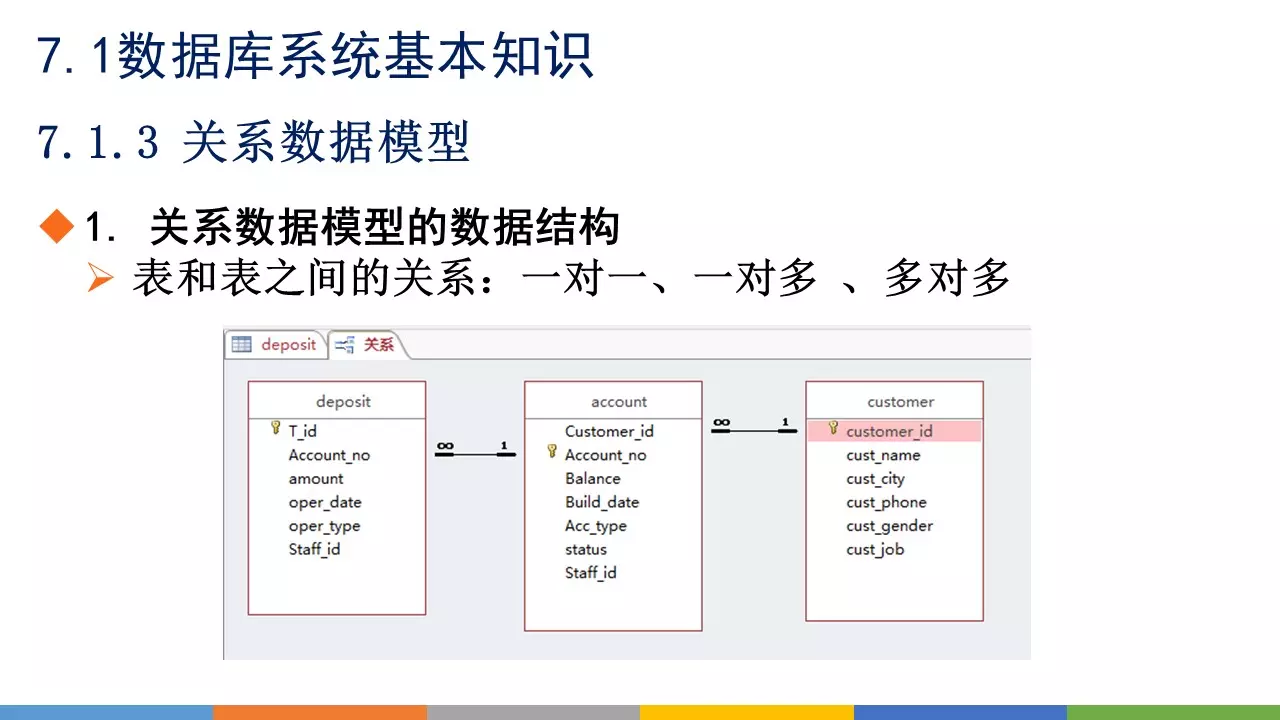 7.1数据库系统基本知识
7.1.3 关系数据模型
1. 关系数据模型的数据结构
表和表之间的关系：一对一、一对多 、多对多
deposit 关系
deposit
T_id
Account_no
amount
oper_date
oper_type
Staff_id
∞ 1
account
Customer_id
Account_no
Balance
Build_date
Acc_type
status
Staff_id
∞ 1
customer
customer_id
cust_name
cust_city
cust_phone
cust_gender
cust_job